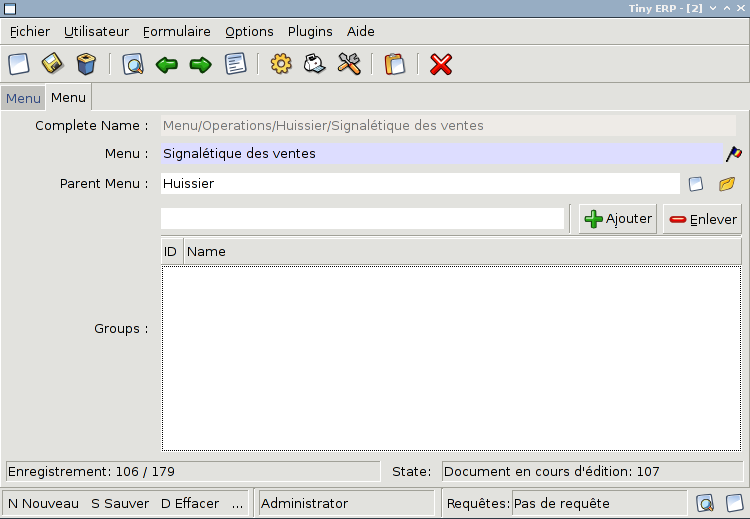 Tiny ERP - [2]
Fichier Utilisateur Formulaire Options Plugins Aide
Menu Menu
Complete Name : Menu/Operations/Huissier/Signalétique des ventes
Menu : Signalétique des ventes
Parent Menu : Huissier
Ajouter Enlever
ID Name
Groups :
Enregistrement: 106 / 179 State: Document en cours d'édition: 107
N Nouveau S Sauver D Effacer ... Administrator Requêtes: Pas de requête